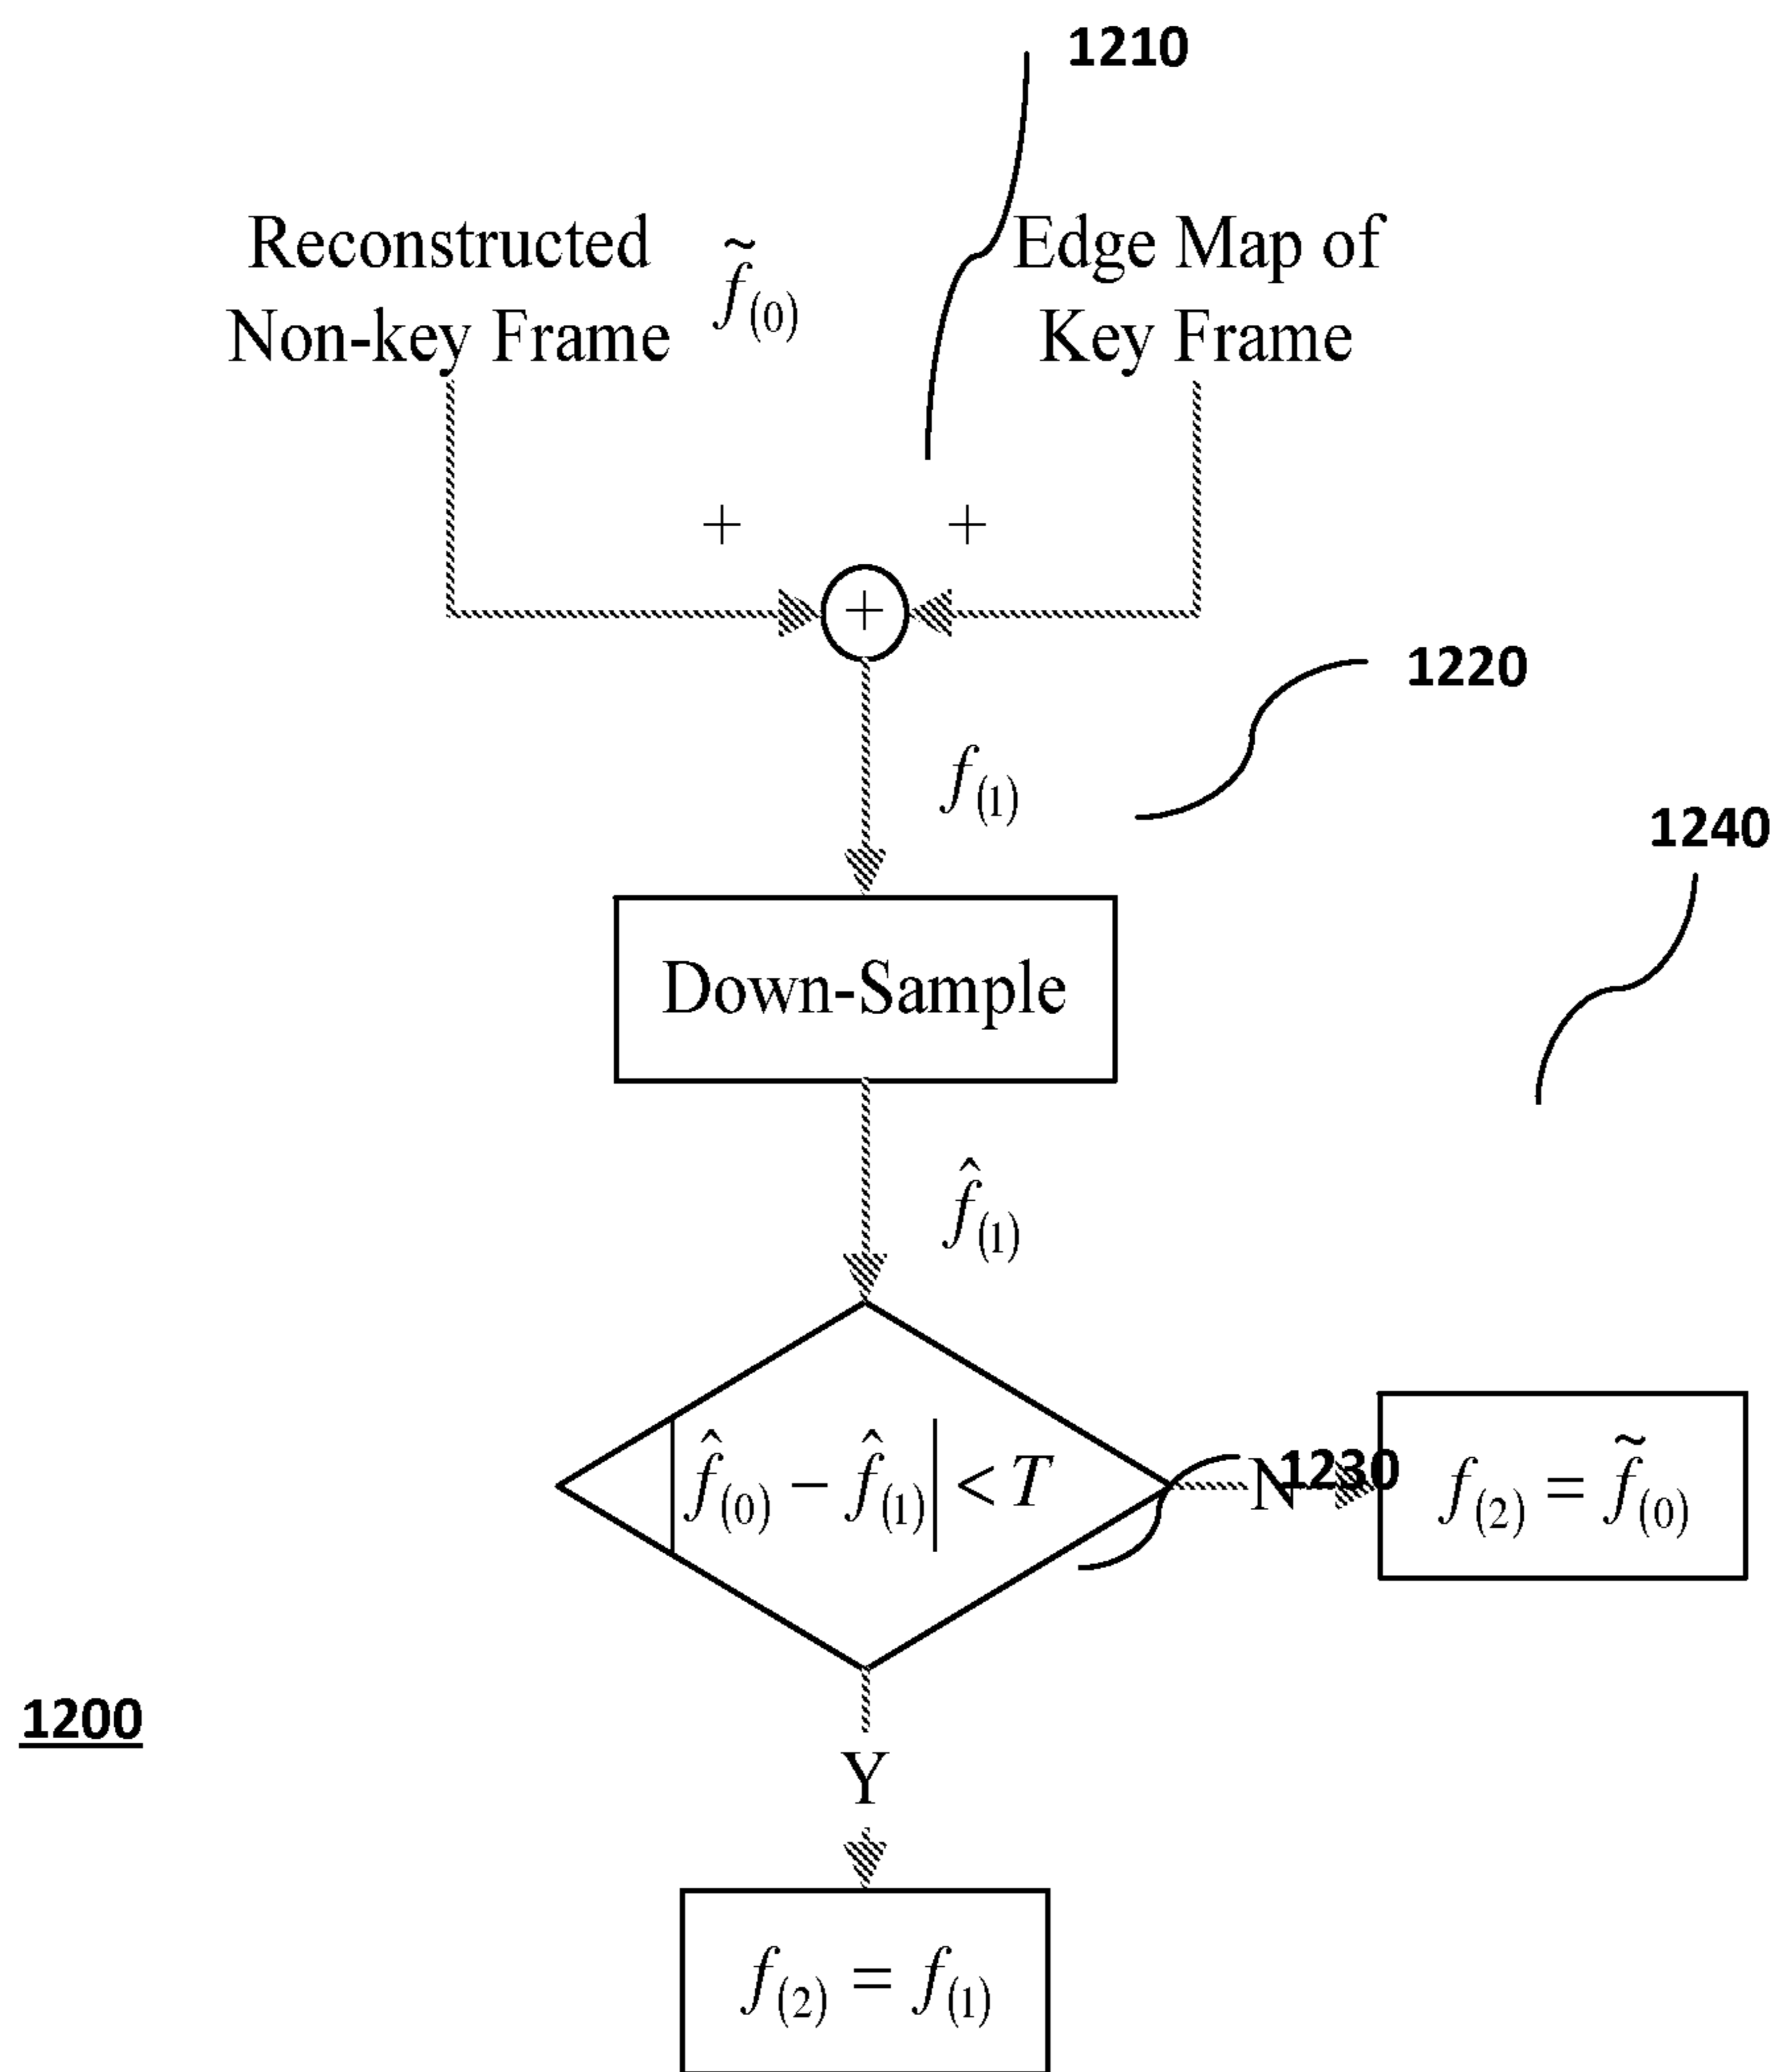 1210
Reconstructed
Non-key Frame
f̃(0)
Edge Map of
Key Frame
+ +
+
1220
f(1)
1240
Down-Sample
f̂(1)
|f̂(0) − f̂(1)| < T
N
1230
f(2) = f̃(0)
1200
Y
f(2) = f(1)